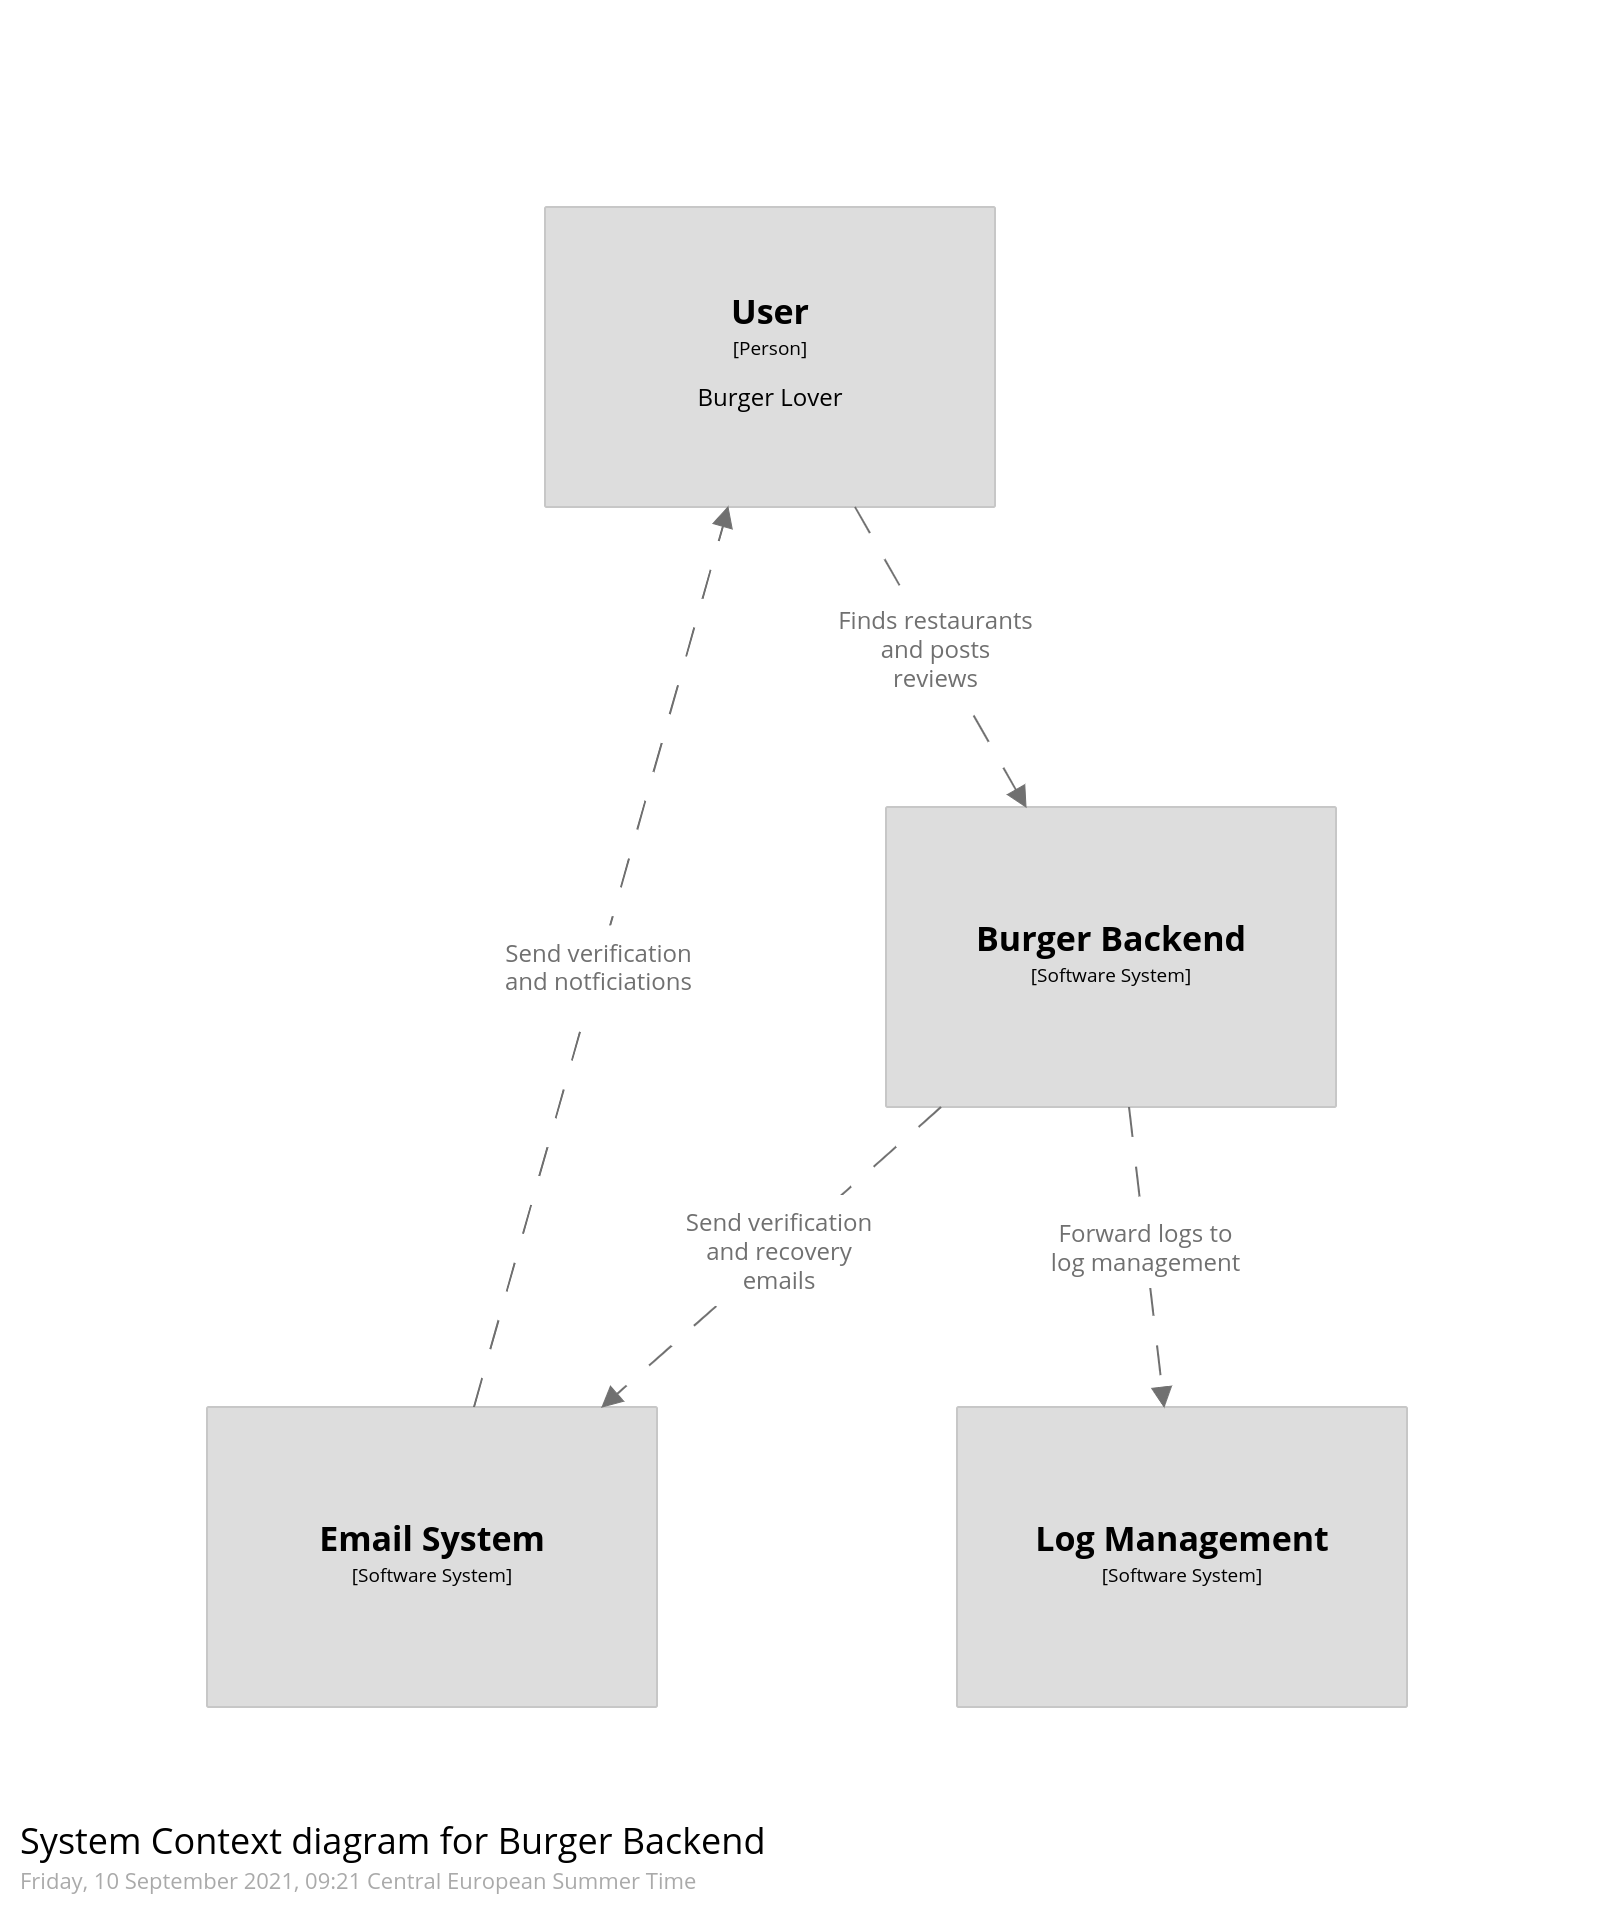 User
[Person]
Burger Lover
Finds restaurants
and posts
reviews
Burger Backend
[Software System]
Send verification
and notficiations
Send verification
and recovery
emails
Forward logs to
log management
Email System
[Software System]
Log Management
[Software System]
System Context diagram for Burger Backend
Friday, 10 September 2021, 09:21 Central European Summer Time